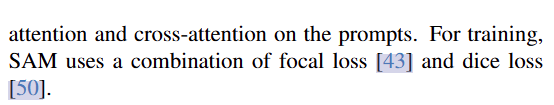 attention and cross-attention on the prompts. For training,
SAM uses a combination of focal loss [43] and dice loss
[50].